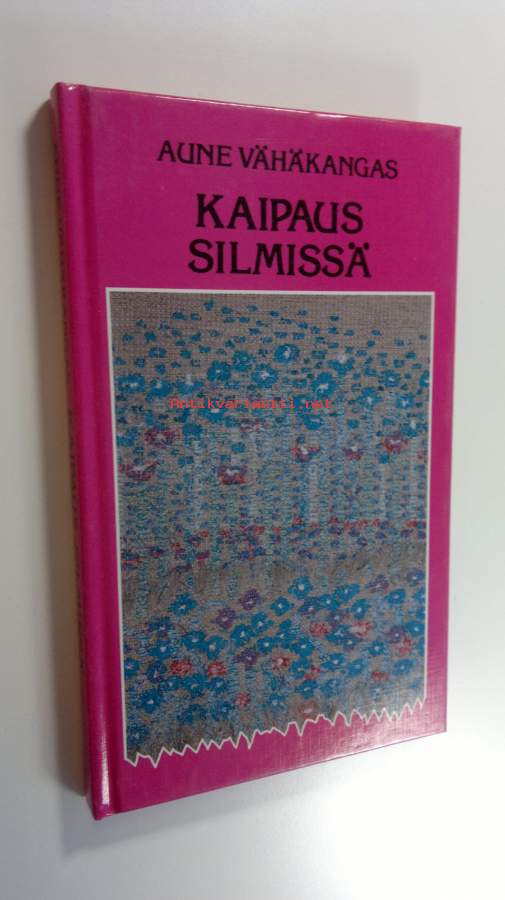 AUNE VÄHÄKANGAS
KAIPAUS
SILMISSÄ
Antikvariaatti.net